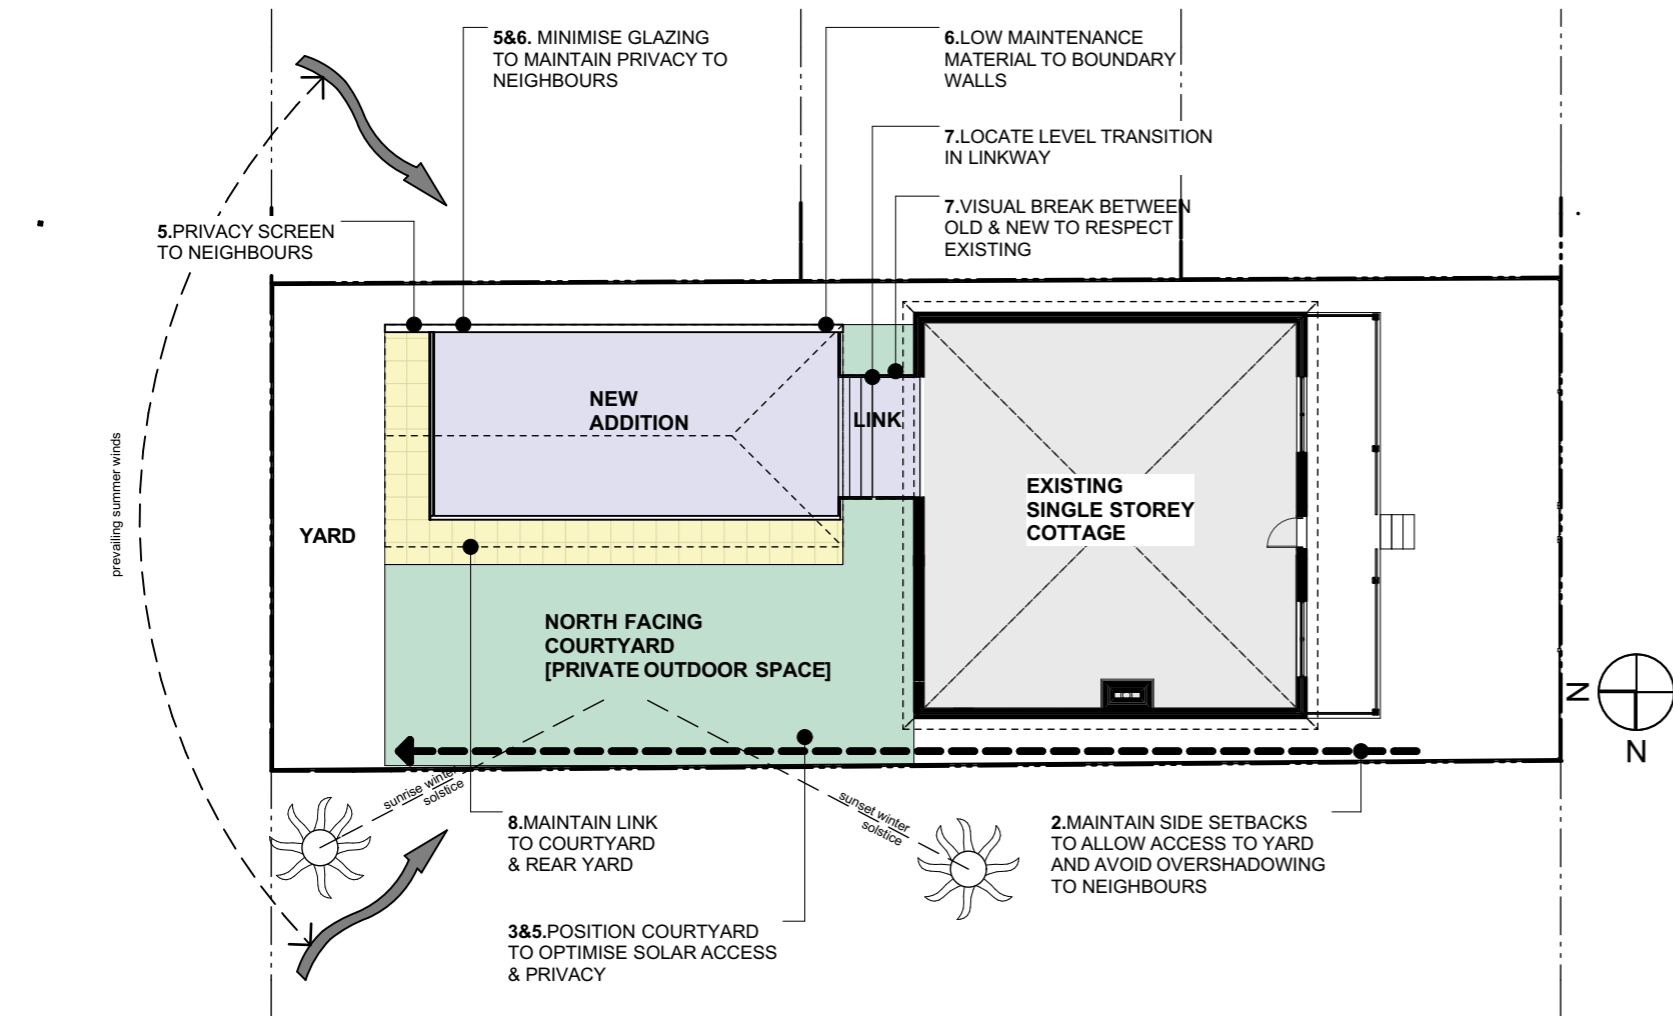 5&6. MINIMISE GLAZING
TO MAINTAIN PRIVACY TO
NEIGHBOURS
6.LOW MAINTENANCE
MATERIAL TO BOUNDARY
WALLS
7.LOCATE LEVEL TRANSITION
IN LINKWAY
7.VISUAL BREAK BETWEEN
OLD & NEW TO RESPECT
EXISTING
5.PRIVACY SCREEN
TO NEIGHBOURS
prevailing summer winds
NEW
ADDITION
LINK
EXISTING
SINGLE STOREY
COTTAGE
YARD
NORTH FACING
COURTYARD
[PRIVATE OUTDOOR SPACE]
N
N
sunrise winter
solstice
sunset winter
solstice
8.MAINTAIN LINK
TO COURTYARD
& REAR YARD
2.MAINTAIN SIDE SETBACKS
TO ALLOW ACCESS TO YARD
AND AVOID OVERSHADOWING
TO NEIGHBOURS
3&5.POSITION COURTYARD
TO OPTIMISE SOLAR ACCESS
& PRIVACY